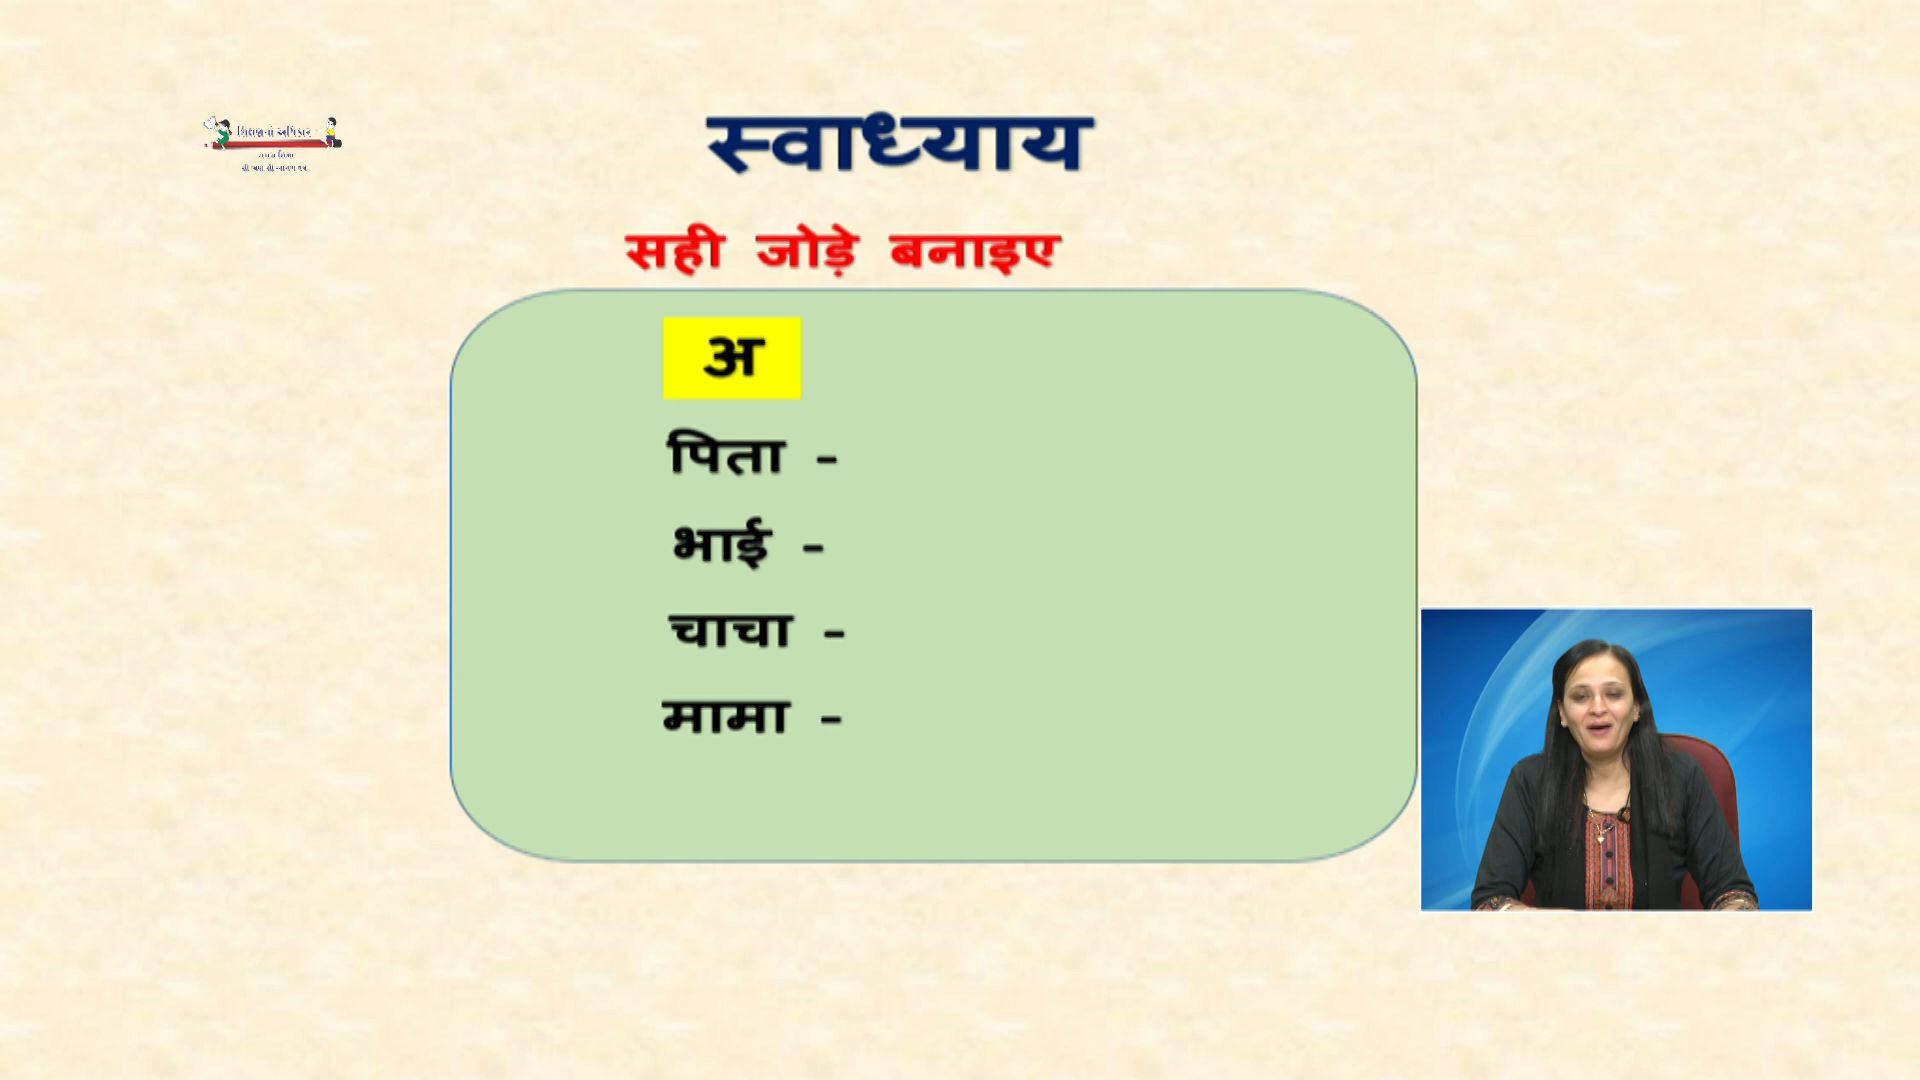 स्वाध्याय
सही जोड़े बनाइए
अ
पिता -
भाई -
चाचा -
मामा -